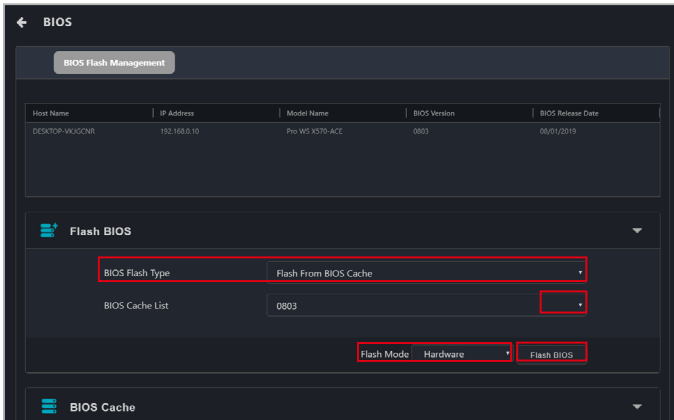 BIOS
BIOS Flash Management
Host Name IP Address Model Name BIOS Version BIOS Release Date
DESKTOP-VKJGCNR 192.168.0.10 Pro WS X570-ACE 0803 08/01/2019
Flash BIOS
BIOS Flash Type Flash From BIOS Cache
BIOS Cache List 0803
Flash Mode Hardware Flash BIOS
BIOS Cache